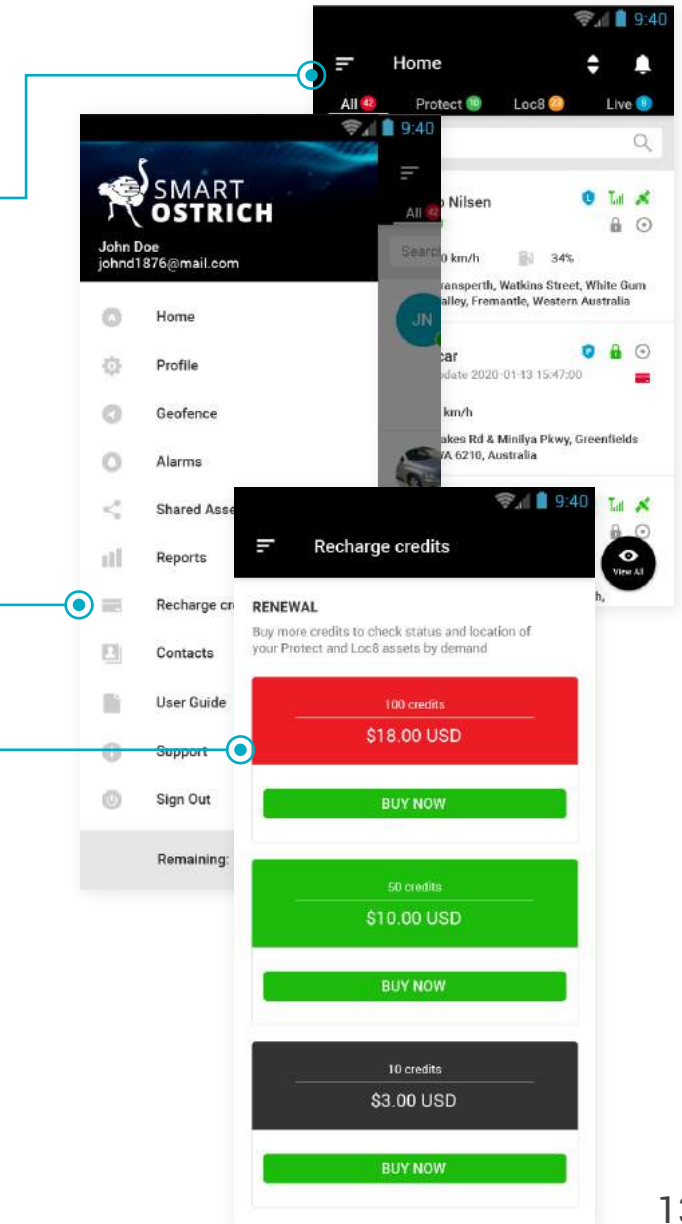 9:40
Home
All 42
Protect 10
Loc8 23
Live 8
Nilsen
0 km/h
34%
ransperth, Watkins Street, White Gum
alley, Fremantle, Western Australia
car
pdate 2020-01-13 15:47:00
km/h
akes Rd & Minilya Pkwy, Greenfields
WA 6210, Australia
View All
h,
9:40
All 42
Searc
JN
SMART
OSTRICH
John Doe
johnd1876@mail.com
Home
Profile
Geofence
Alarms
Shared Asse
Reports
Recharge cr
Contacts
User Guide
Support
Sign Out
Remaining:
9:40
Recharge credits
RENEWAL
Buy more credits to check status and location of
your Protect and Loc8 assets by demand
100 credits
$18.00 USD
BUY NOW
50 credits
$10.00 USD
BUY NOW
10 credits
$3.00 USD
BUY NOW
13